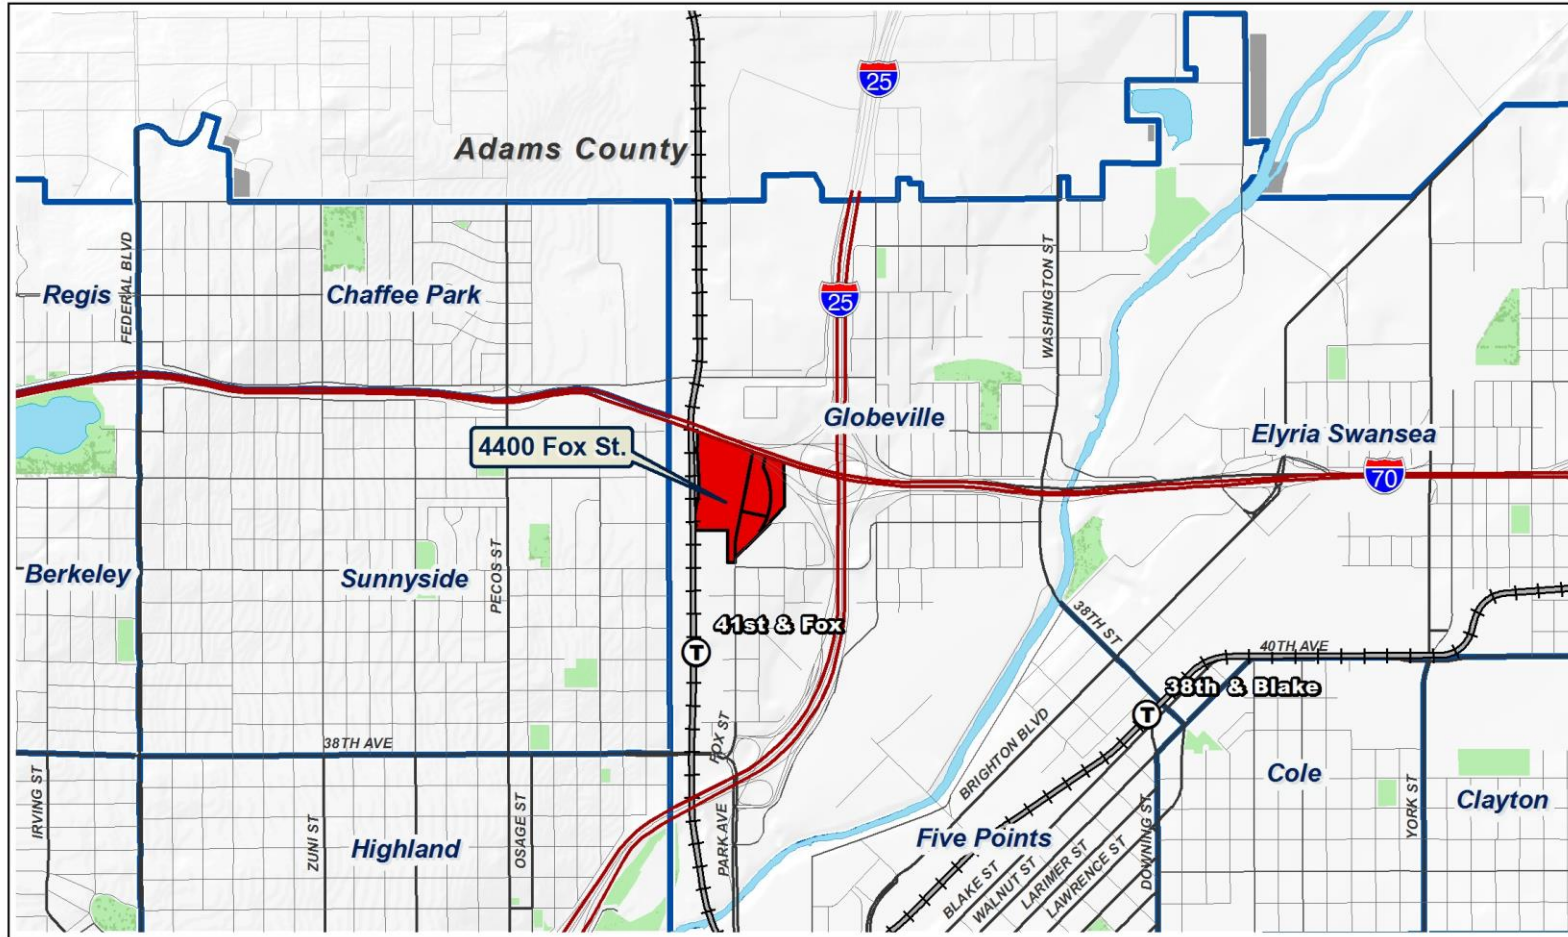 25
Adams County
FEDERAL BLVD
WASHINGTON ST
Regis
Chaffee Park
25
Globeville
4400 Fox St.
Elyria Swansea
70
Berkeley
Sunnyside
PECOS ST
41st & Fox
T
38TH ST
40TH AVE
38th & Blake
T
38TH AVE
FOX ST
BRIGHTON BLVD
IRVING ST
ZUNI ST
OSAGE ST
PARK AVE
Cole
Clayton
YORK ST
Highland
Five Points
DOWNING ST
BLAKE ST
WALNUT ST
LARIMER ST
LAWRENCE ST